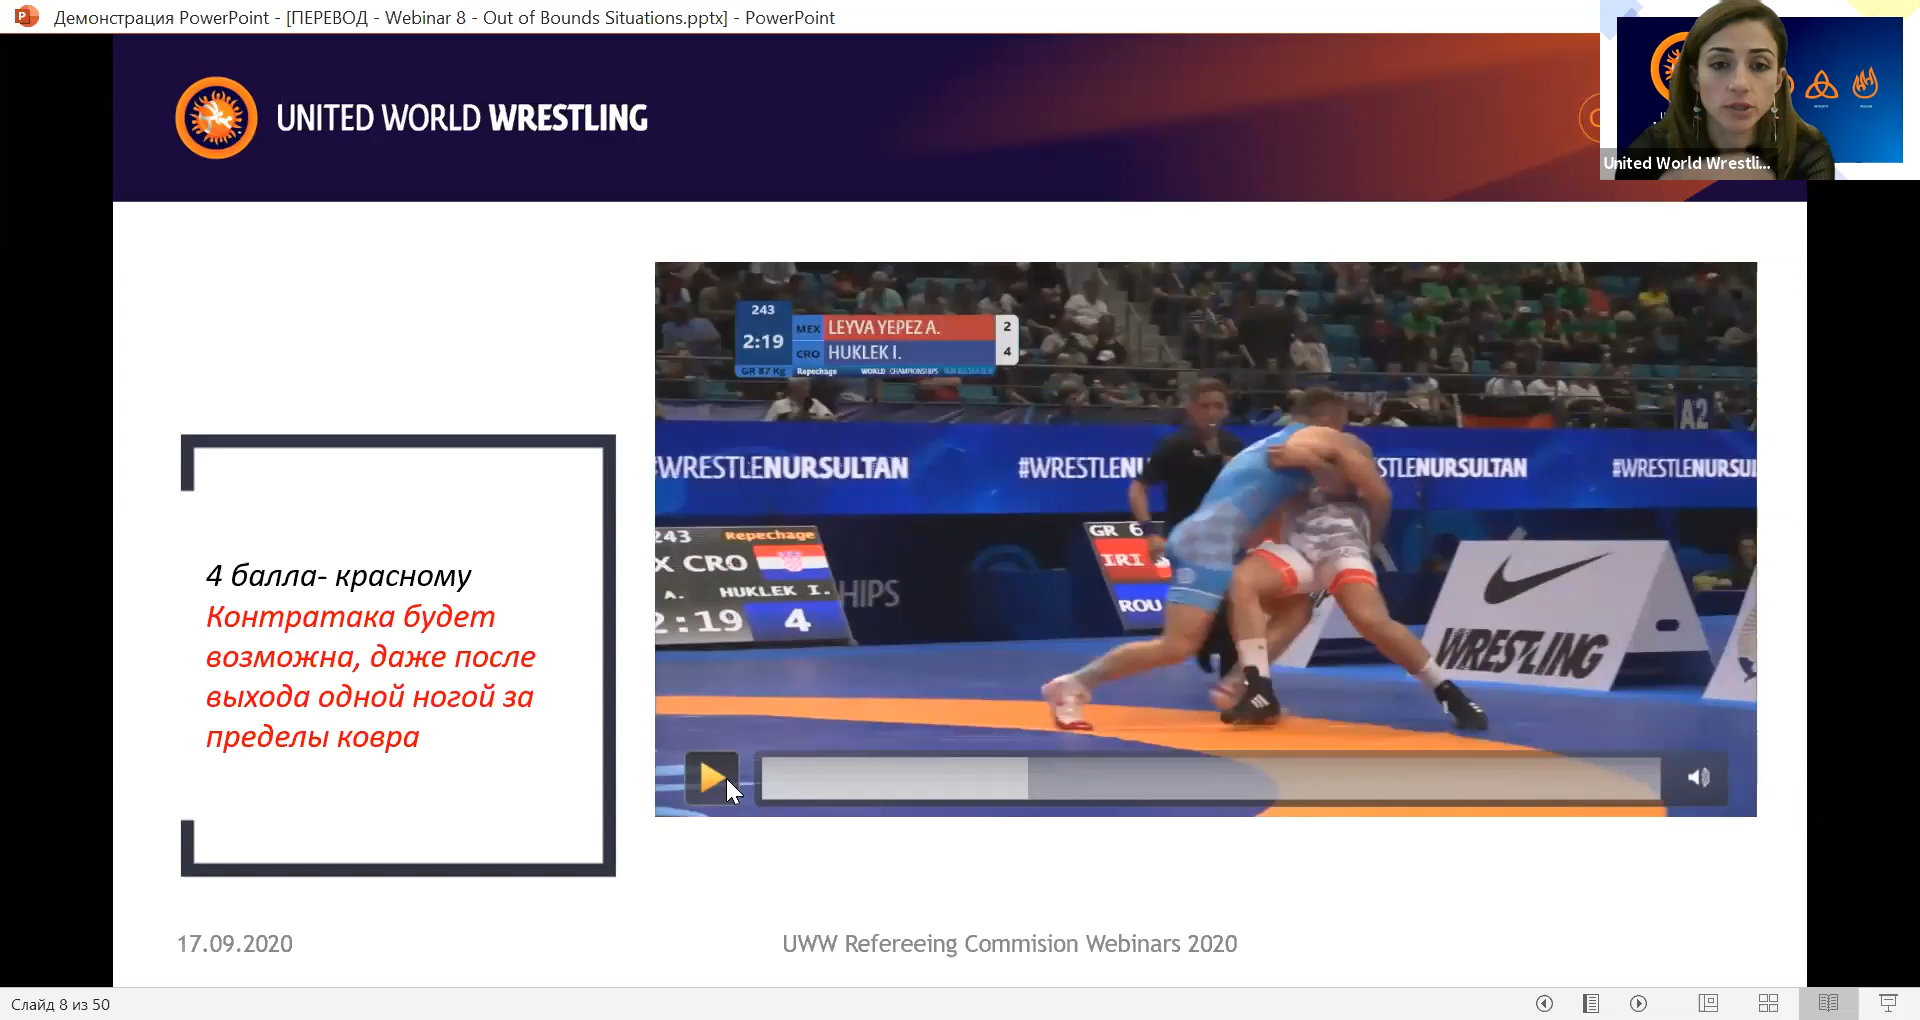 Демонстрация PowerPoint - [ПЕРЕВОД - Webinar 8 - Out of Bounds Situations.pptx] - PowerPoint
UNITED WORLD WRESTLING
United World Wrestli...
243
2:19
MEX LEYVA YEPEZ A. 2
CRO HUKLEK I. 4
GR 87 Kg Repechage WORLD CHAMPIONSHIPS
A2
#WRESTLENURSULTAN
#WRESTLENU
STLENURSULTAN
#WRESTLENURSU
243 Repechage
X CRO
A. HUKLEK I.
2:19 4
HIPS
GR 6
IRI
ROU
WRESTLING
4 балла- красному
Контратака будет
возможна, даже после
выхода одной ногой за
пределы ковра
17.09.2020
UWW Refereeing Commision Webinars 2020
Слайд 8 из 50